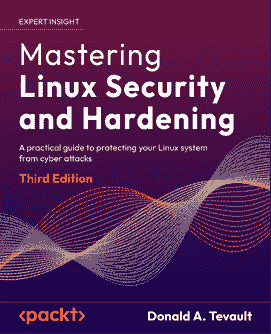 EXPERT INSIGHT
Mastering
Linux Security
and Hardening
A practical guide to protecting your Linux system
from cyber attacks
Third Edition
<packt>
Donald A. Tevault